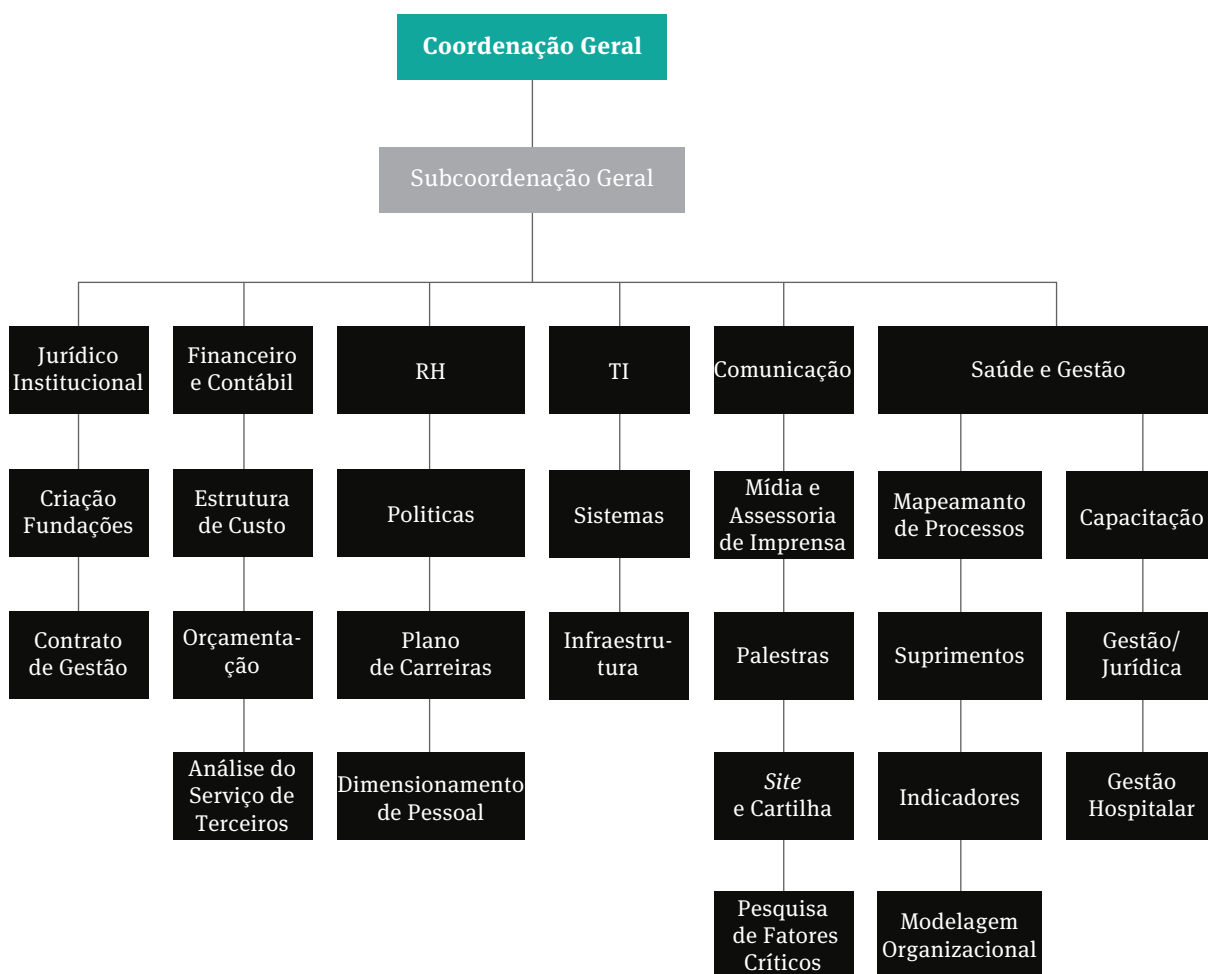 Coordenação Geral
Subcoordenação Geral
Jurídico
Institucional
Financeiro
e Contábil
RH
TI
Comunicação
Saúde e Gestão
Criação
Fundações
Estrutura
de Custo
Politicas
Sistemas
Mídia e
Assessoria
de Imprensa
Mapeamanto
de Processos
Capacitação
Contrato
de Gestão
Orçamenta-
ção
Plano
de Carreiras
Infraestru-
tura
Palestras
Suprimentos
Gestão/
Jurídica
Análise do
Serviço de
Terceiros
Dimensionamento
de Pessoal
Site
e Cartilha
Indicadores
Gestão
Hospitalar
Pesquisa
de Fatores
Críticos
Modelagem
Organizacional